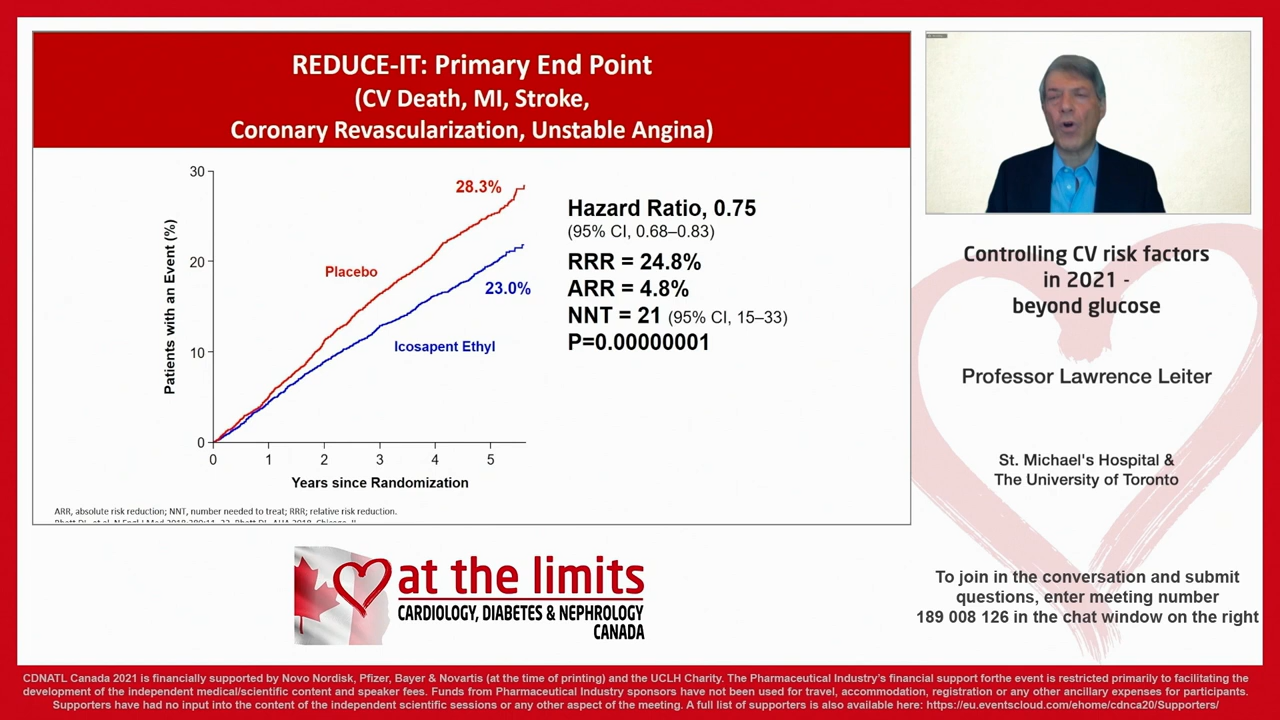 REDUCE-IT: Primary End Point
(CV Death, MI, Stroke,
Coronary Revascularization, Unstable Angina)
Patients with an Event (%)
30
20
10
0
28.3%
Placebo
23.0%
Icosapent Ethyl
0 1 2 3 4 5
Years since Randomization
Hazard Ratio, 0.75
(95% CI, 0.68–0.83)
RRR = 24.8%
ARR = 4.8%
NNT = 21 (95% CI, 15–33)
P=0.00000001
ARR, absolute risk reduction; NNT, number needed to treat; RRR; relative risk reduction.
Controlling CV risk factors
in 2021 -
beyond glucose
Professor Lawrence Leiter
St. Michael's Hospital &
The University of Toronto
To join in the conversation and submit
questions, enter meeting number
189 008 126 in the chat window on the right
at the limits
CARDIOLOGY, DIABETES & NEPHROLOGY
CANADA
CDNATL Canada 2021 is financially supported by Novo Nordisk, Pfizer, Bayer & Novartis (at the time of printing) and the UCLH Charity. The Pharmaceutical Industry's financial support forthe event is restricted primarily to facilitating the
development of the independent medical/scientific content and speaker fees. Funds from Pharmaceutical Industry sponsors have not been used for travel, accommodation, registration or any other ancillary expenses for participants.
Supporters have had no input into the content of the independent scientific sessions or any other aspect of the meeting. A full list of supporters is also available here: https://eu.eventscloud.com/ehome/cdnca20/Supporters/